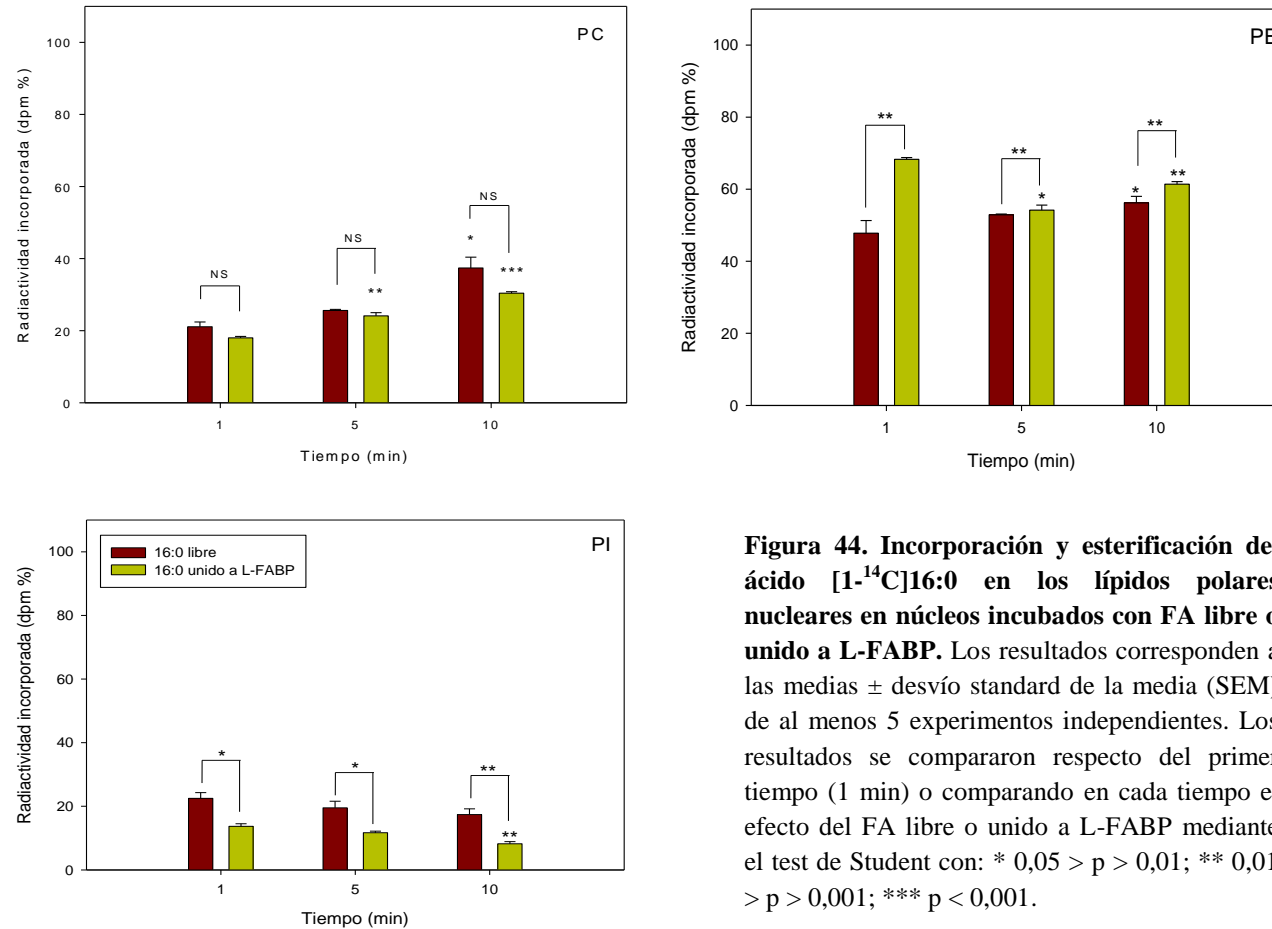 PC
Radiactividad incorporada (dpm %)
100
80
60
40
20
0
NS
NS
**
NS
*
***
1 5 10
Tiempo (min)
PE
Radiactividad incorporada (dpm %)
100
80
60
40
20
0
**
**
*
**
*
**
1 5 10
Tiempo (min)
PI
16:0 libre
16:0 unido a L-FABP
Radiactividad incorporada (dpm %)
100
80
60
40
20
0
*
*
**
**
1 5 10
Tiempo (min)
Figura 44. Incorporación y esterificación de
ácido [1-14C]16:0 en los lípidos polares
nucleares en núcleos incubados con FA libre o
unido a L-FABP. Los resultados corresponden a
las medias ± desvío standard de la media (SEM)
de al menos 5 experimentos independientes. Los
resultados se compararon respecto del primer
tiempo (1 min) o comparando en cada tiempo el
efecto del FA libre o unido a L-FABP mediante
el test de Student con: * 0,05 > p > 0,01; ** 0,01
> p > 0,001; *** p < 0,001.